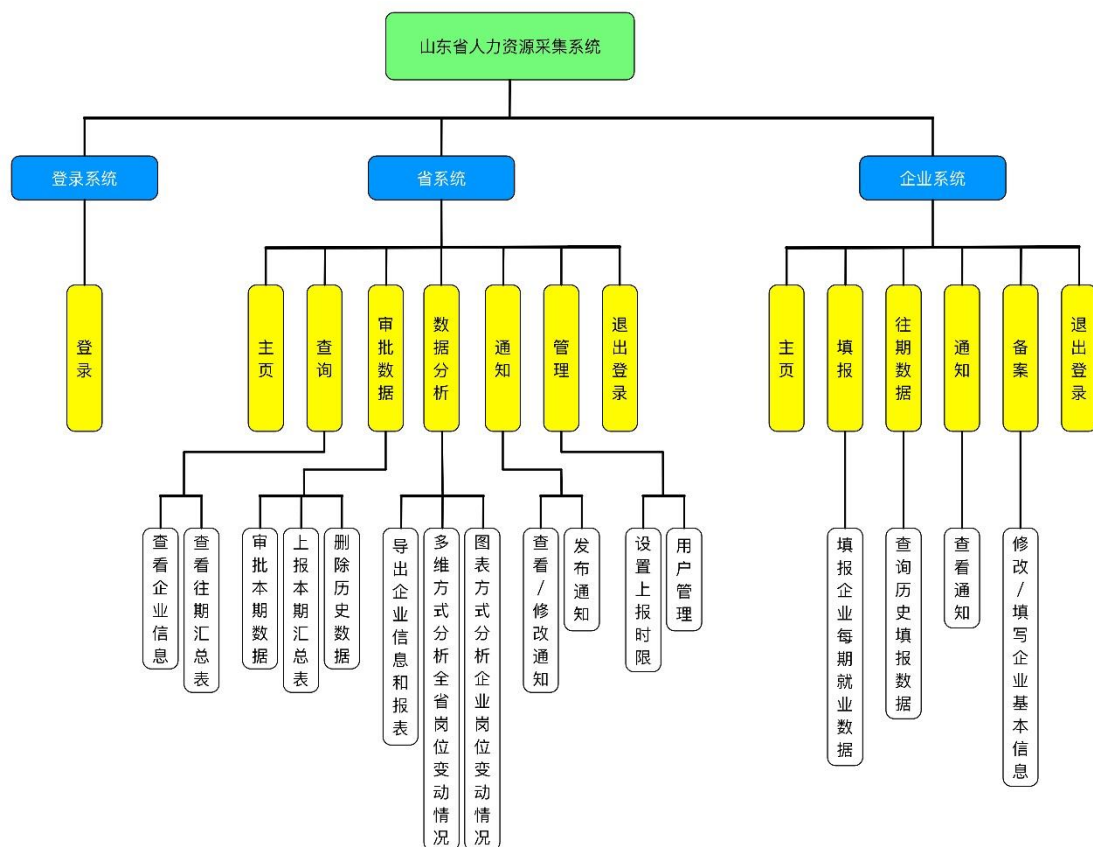 山东省人力资源采集系统
登录系统
省系统
企业系统
登录
主页
查询
审批数据
数据分析
通知
管理
退出登录
主页
填报
往期数据
通知
备案
退出登录
查看企业信息
查看往期汇总表
审批本期数据
上报本期汇总表
删除历史数据
导出企业信息和报表
多维方式分析全省岗位变动情况
图表方式分析企业岗位变动情况
查看/修改通知
发布通知
设置上报时限
用户管理
填报企业每期就业数据
查询历史填报数据
查看通知
修改/填写企业基本信息